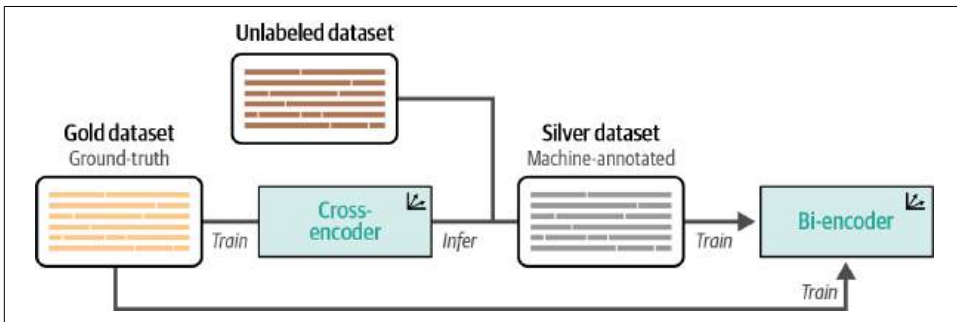 Unlabeled dataset
Gold dataset
Ground-truth
Silver dataset
Machine-annotated
Train
Cross-
encoder
Infer
Train
Bi-encoder
Train